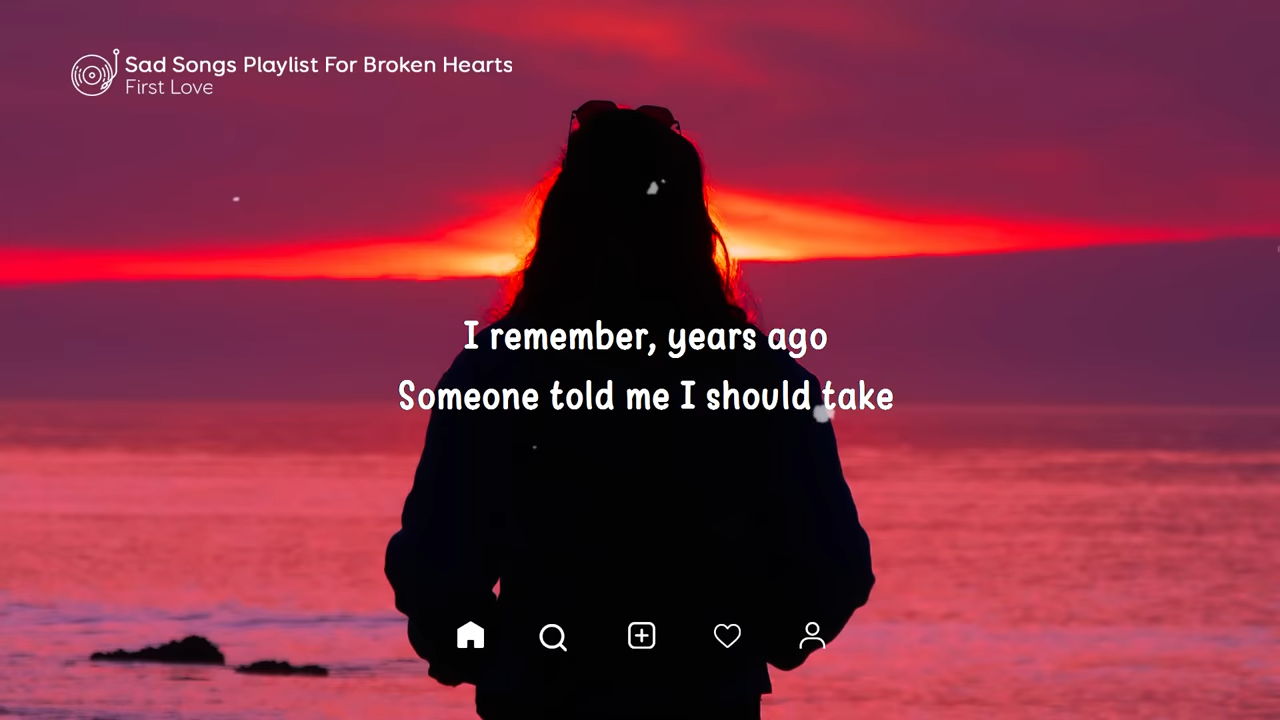 Sad Songs Playlist For Broken Hearts
First Love
I remember, years ago
Someone told me I should take